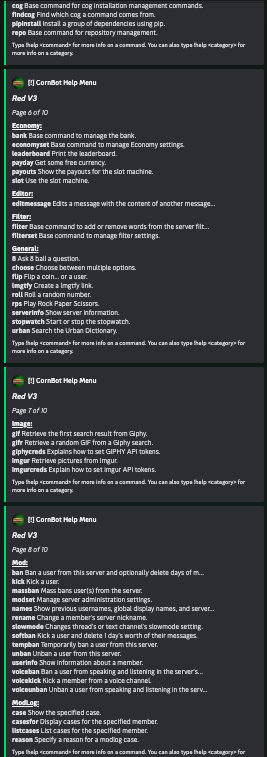 cog Base command for cog installation management commands.
findcog Find which cog a command comes from.
pipinstall Install a group of dependencies using pip.
repo Base command for repository management.
Type !help <command> for more info on a command. You can also type !help <category> for
more info on a category.
[!] CornBot Help Menu
Red V3
Page 6 of 10
Economy:
bank Base command to manage the bank.
economyset Base command to manage Economy settings.
leaderboard Print the leaderboard.
payday Get some free currency.
payouts Show the payouts for the slot machine.
slot Use the slot machine.
Editor:
editmessage Edits a message with the content of another message...
Filter:
filter Base command to add or remove words from the server filt...
filterset Base command to manage filter settings.
General:
8 Ask 8 ball a question.
choose Choose between multiple options.
flip Flip a coin... or a user.
lmgtfy Create a lmgtfy link.
roll Roll a random number.
rps Play Rock Paper Scissors.
serverinfo Show server information.
stopwatch Start or stop the stopwatch.
urban Search the Urban Dictionary.
Type !help <command> for more info on a command. You can also type !help <category> for
more info on a category.
[!] CornBot Help Menu
Red V3
Page 7 of 10
Image:
gif Retrieve the first search result from Giphy.
gifr Retrieve a random GIF from a Giphy search.
giphycreds Explains how to set GIPHY API tokens.
imgur Retrieve pictures from Imgur.
imgurcreds Explain how to set imgur API tokens.
Type !help <command> for more info on a command. You can also type !help <category> for
more info on a category.
[!] CornBot Help Menu
Red V3
Page 8 of 10
Mod:
ban Ban a user from this server and optionally delete days of m...
kick Kick a user.
massban Mass bans user(s) from the server.
modset Manage server administration settings.
names Show previous usernames, global display names, and server...
rename Change a member's server nickname.
slowmode Changes thread's or text channel's slowmode setting.
softban Kick a user and delete 1 day's worth of their messages.
tempban Temporarily ban a user from this server.
unban Unban a user from this server.
userinfo Show information about a member.
voiceban Ban a user from speaking and listening in the server's...
voicekick Kick a member from a voice channel.
voiceunban Unban a user from speaking and listening in the serv...
ModLog:
case Show the specified case.
casesfor Display cases for the specified member.
listcases List cases for the specified member.
reason Specify a reason for a modlog case.
Type !help <command> for more info on a command. You can also type !help <category> for